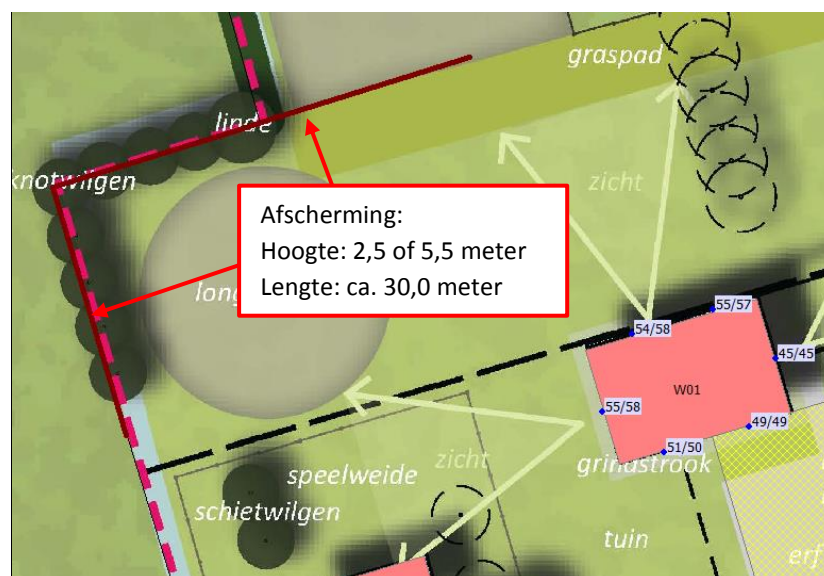 graspad
linde
knotwilgen
zicht
Afscherming:
Hoogte: 2,5 of 5,5 meter
Lengte: ca. 30,0 meter
55/57
54/58
45/45
W01
55/58
49/49
51/50
zicht
grindstrook
speelweide
schietwilgen
tuin
erf